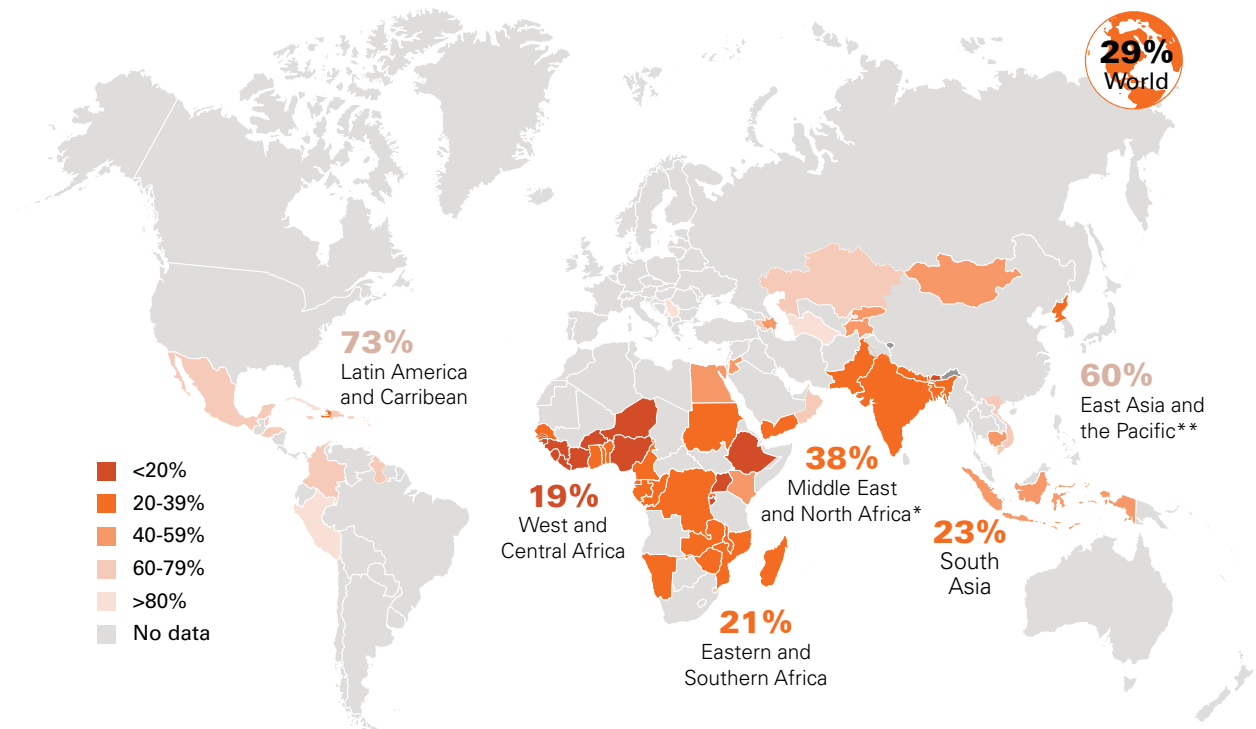 29%
World
73%
Latin America
and Carribean
60%
East Asia and
the Pacific**
<20%
20-39%
40-59%
60-79%
>80%
No data
19%
West and
Central Africa
38%
Middle East
and North Africa*
23%
South
Asia
21%
Eastern and
Southern Africa